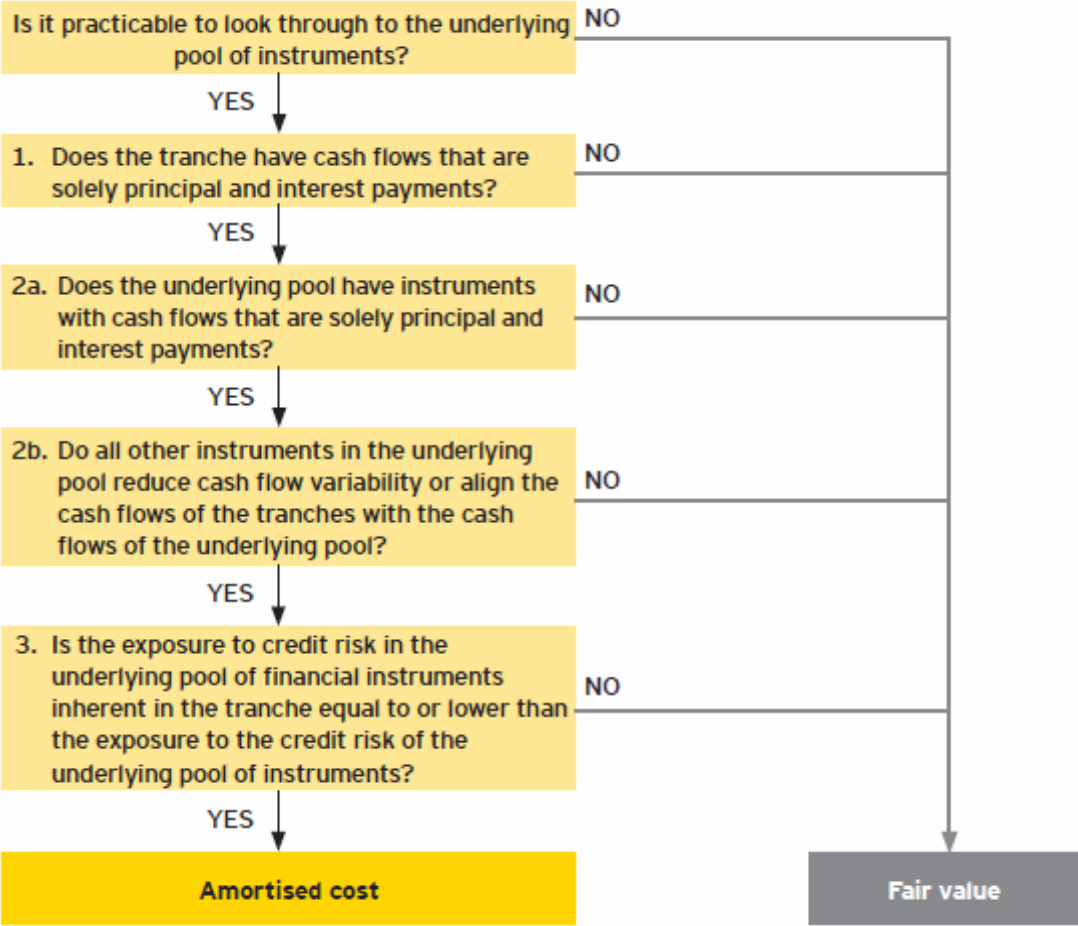 Is it practicable to look through to the underlying
pool of instruments?
NO
YES
1. Does the tranche have cash flows that are
solely principal and interest payments?
NO
YES
2a. Does the underlying pool have instruments
with cash flows that are solely principal and
interest payments?
NO
YES
2b. Do all other instruments in the underlying
pool reduce cash flow variability or align the
cash flows of the tranches with the cash
flows of the underlying pool?
NO
YES
3. Is the exposure to credit risk in the
underlying pool of financial instruments
inherent in the tranche equal to or lower than
the exposure to the credit risk of the
underlying pool of instruments?
NO
YES
Amortised cost
Fair value